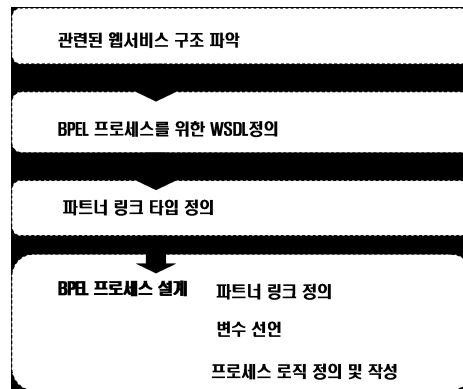 관련된 웹서비스 구조 파악
BPEL 프로세스를 위한 WSDL정의
파트너 링크 타입 정의
BPEL 프로세스 설계
파트너 링크 정의
변수 선언
프로세스 로직 정의 및 작성